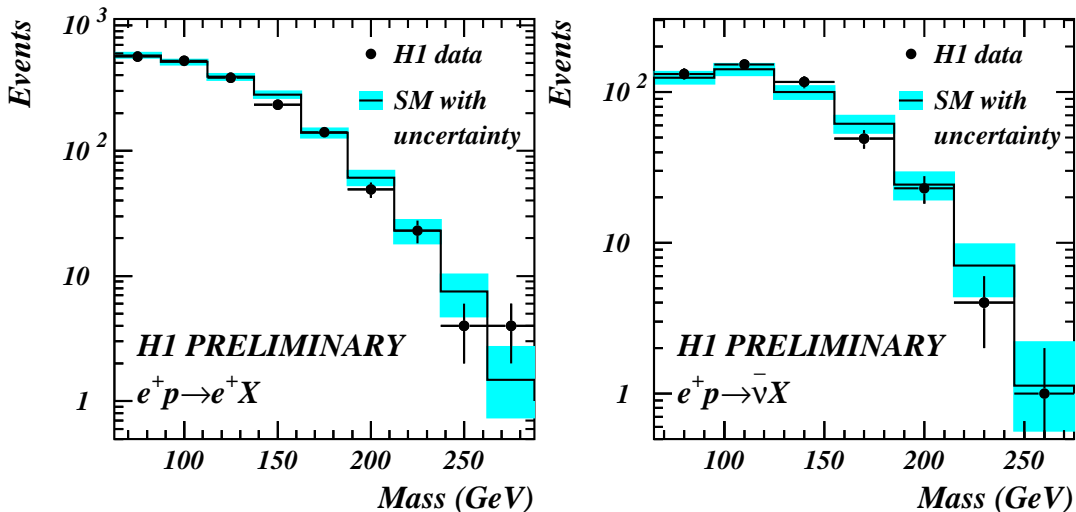 Events
10³
10²
10
1
H1 data
SM with
uncertainty
H1 PRELIMINARY
e⁺p→e⁺X
100 150 200 250
Mass (GeV)
Events
10²
10
1
H1 data
SM with
uncertainty
H1 PRELIMINARY
e⁺p→ν̄X
100 150 200 250
Mass (GeV)